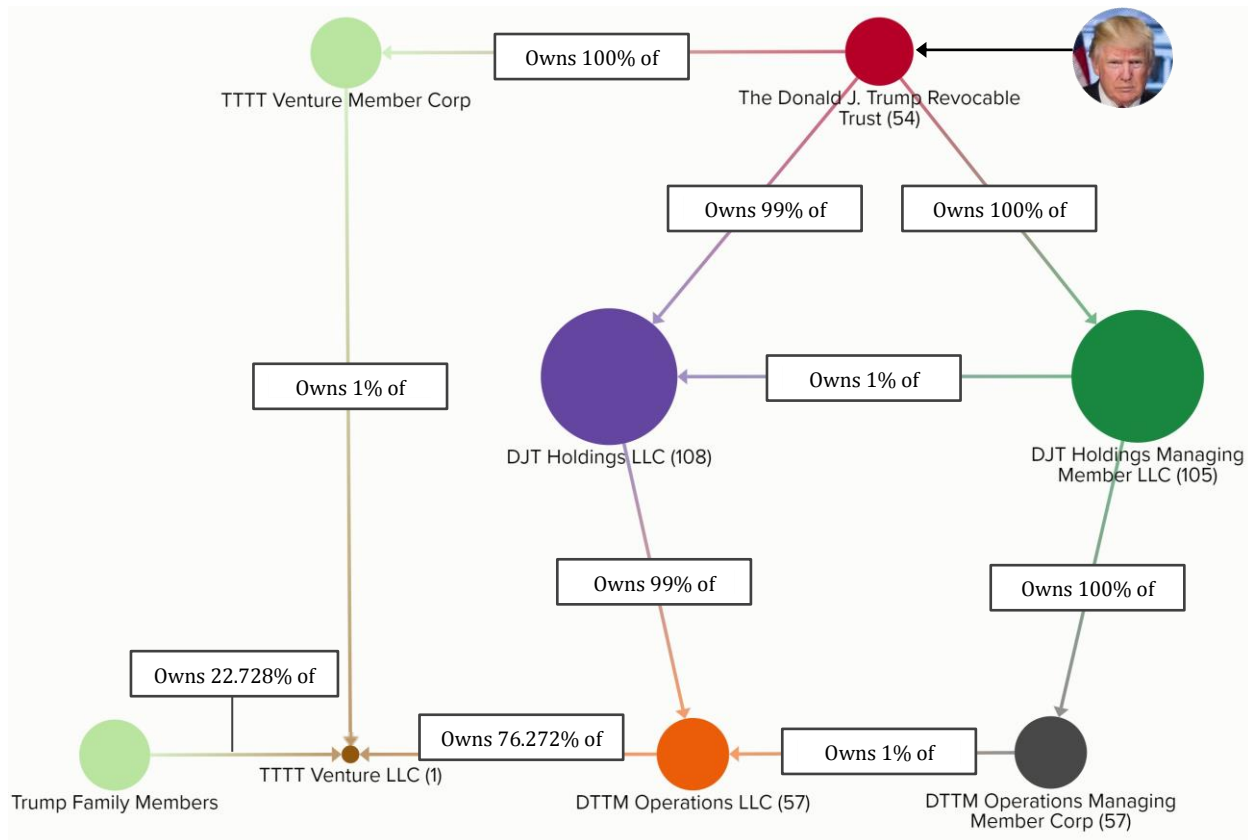 Owns 100% of
TTTT Venture Member Corp
The Donald J. Trump Revocable
Trust (54)
Owns 99% of
Owns 100% of
Owns 1% of
Owns 1% of
DJT Holdings LLC (108)
DJT Holdings Managing
Member LLC (105)
Owns 99% of
Owns 100% of
Owns 22.728% of
Owns 76.272% of
Owns 1% of
TTTT Venture LLC (1)
Trump Family Members
DTTM Operations LLC (57)
DTTM Operations Managing
Member Corp (57)